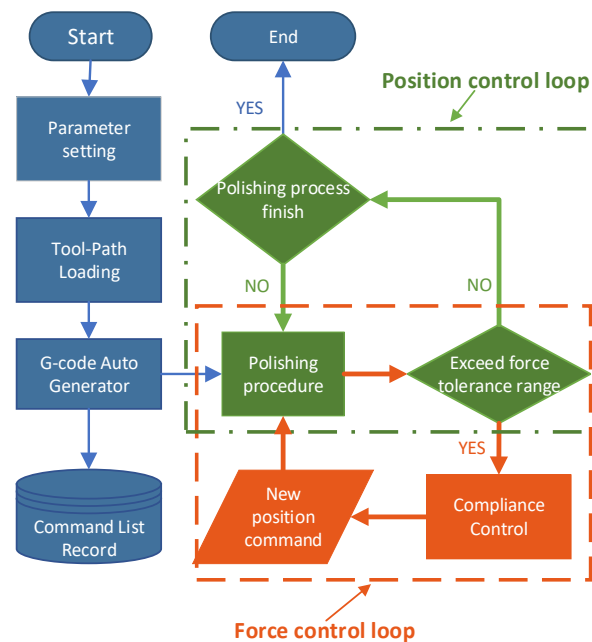 Start
End
Position control loop
YES
Parameter
setting
Polishing process
finish
Tool-Path
Loading
NO
NO
G-code Auto
Generator
Polishing
procedure
Exceed force
tolerance range
YES
Command List
Record
New
position
command
Compliance
Control
Force control loop